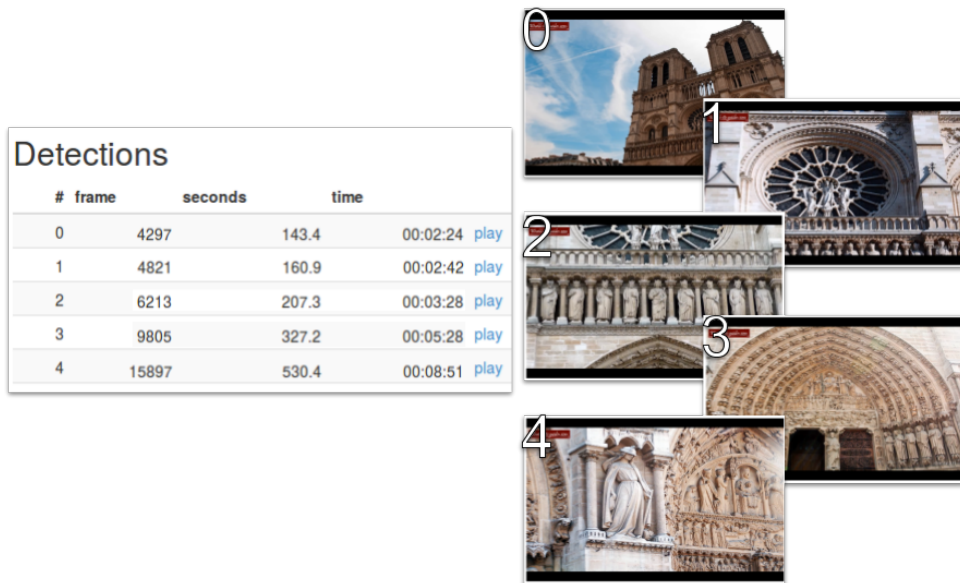 Detections
# frame seconds time
0 4297 143.4 00:02:24 play
1 4821 160.9 00:02:42 play
2 6213 207.3 00:03:28 play
3 9805 327.2 00:05:28 play
4 15897 530.4 00:08:51 play
0
1
2
3
4